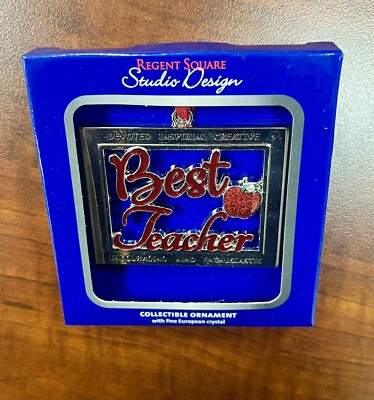 REGENT SQUARE
Studio Design
DEVOTED INSPIRING CREATIVE
Best
Teacher
ENCOURAGING KIND ENTHUSIASTIC
COLLECTIBLE ORNAMENT
with fine European crystal